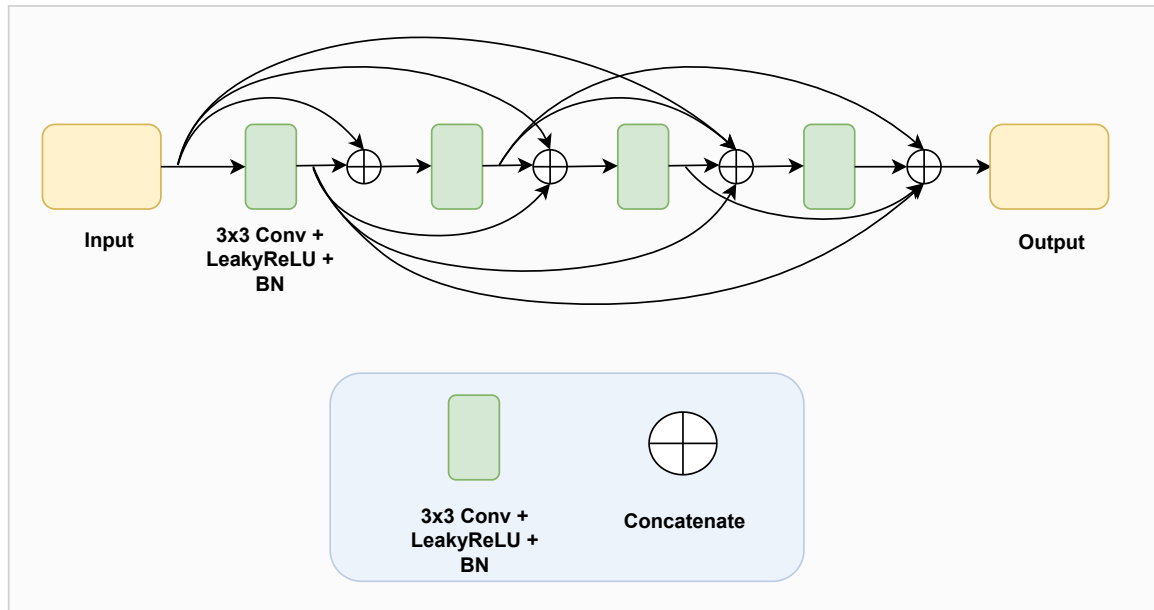 Input
3x3 Conv +
LeakyReLU +
BN
Output
3x3 Conv +
LeakyReLU +
BN
Concatenate